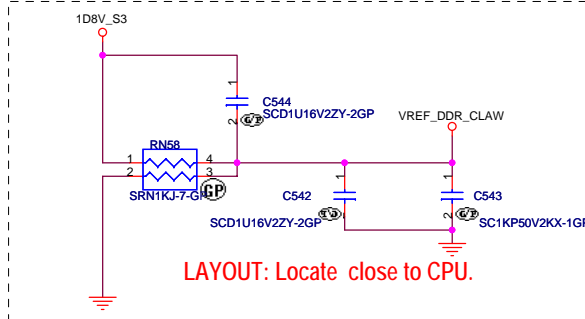 1D8V_S3
1
C544
2
G/P
SCD1U16V2ZY-2GP
VREF_DDR_CLAW
RN58
1
4
2
3
SRN1KJ-7-GP
GP
1
C542
2
SCD1U16V2ZY-2GP
1
C543
2
G/P
SC1KP50V2KX-1GP
LAYOUT: Locate close to CPU.